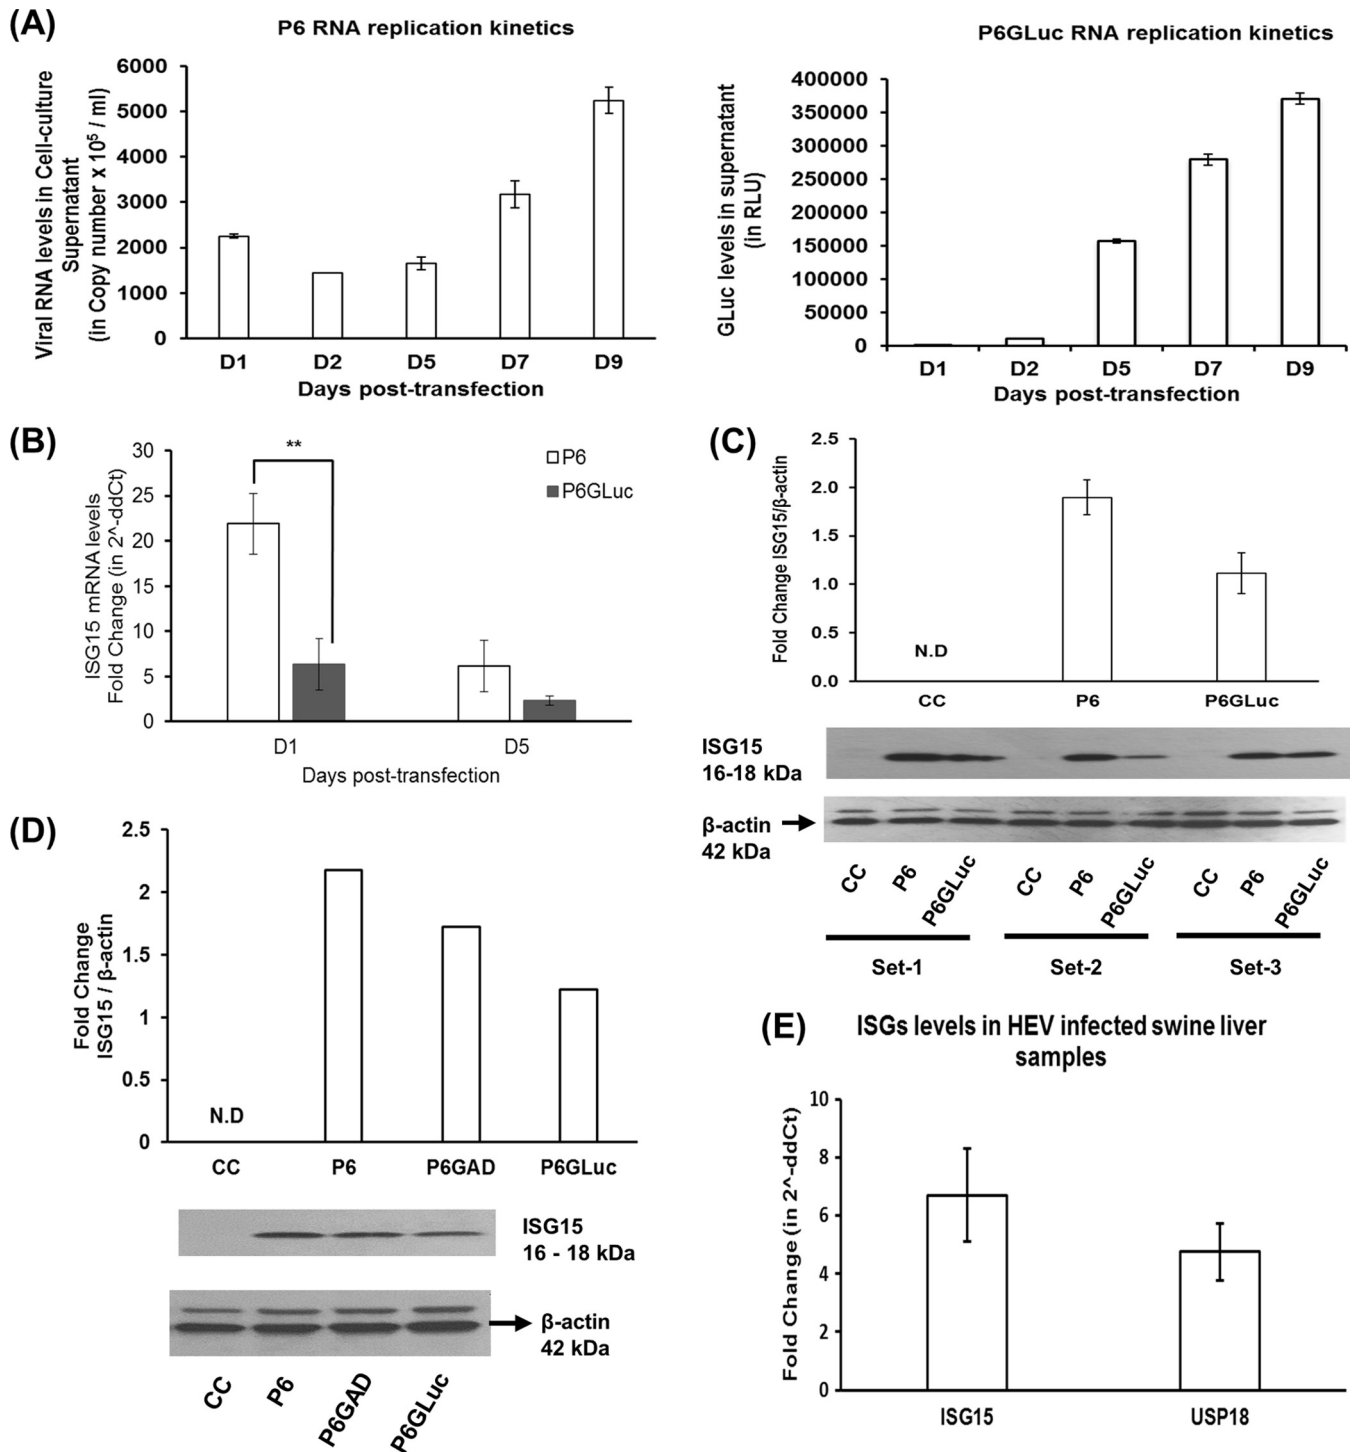 (A)
P6 RNA replication kinetics
Viral RNA levels in Cell-culture
Supernatant
(in Copy number x 10⁵ / ml)
6000
5000
4000
3000
2000
1000
0
D1 D2 D5 D7 D9
Days post-transfection
P6GLuc RNA replication kinetics
GLuc levels in supernatant
(in RLU)
400000
350000
300000
250000
200000
150000
100000
50000
0
D1 D2 D5 D7 D9
Days post-transfection
(B)
ISG15 mRNA levels
Fold Change (in 2^-ddCt)
30
25
20
15
10
5
0
**
P6
P6GLuc
D1 D5
Days post-transfection
(C)
Fold Change ISG15/β-actin
2.5
2.0
1.5
1.0
0.5
0.0
N.D
CC P6 P6GLuc
ISG15
16-18 kDa
β-actin
42 kDa
CC P6 P6GLuc CC P6 P6GLuc CC P6 P6GLuc
Set-1 Set-2 Set-3
(D)
Fold Change
ISG15 / β-actin
2.5
2
1.5
1
0.5
0
N.D
CC P6 P6GAD P6GLuc
ISG15
16 - 18 kDa
β-actin
42 kDa
CC P6 P6GAD P6GLuc
(E)
ISGs levels in HEV infected swine liver
samples
Fold Change (in 2^-ddCt)
10
8
6
4
2
0
ISG15 USP18